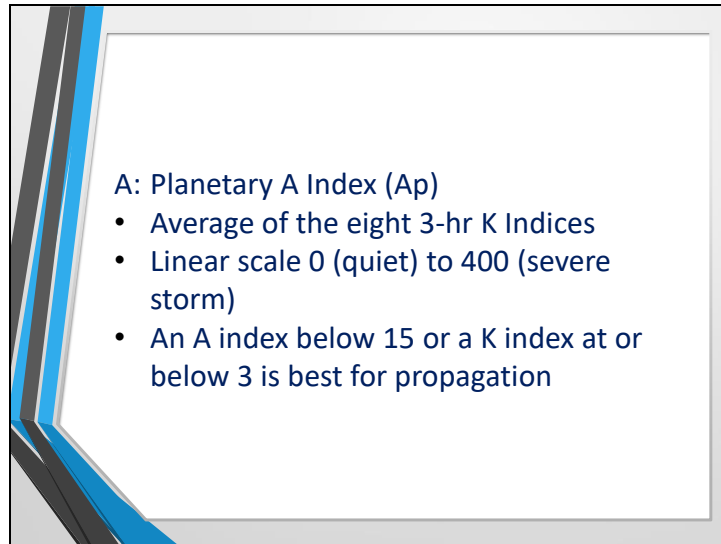 A: Planetary A Index (Ap)
• Average of the eight 3-hr K Indices
• Linear scale 0 (quiet) to 400 (severe
storm)
• An A index below 15 or a K index at or
below 3 is best for propagation